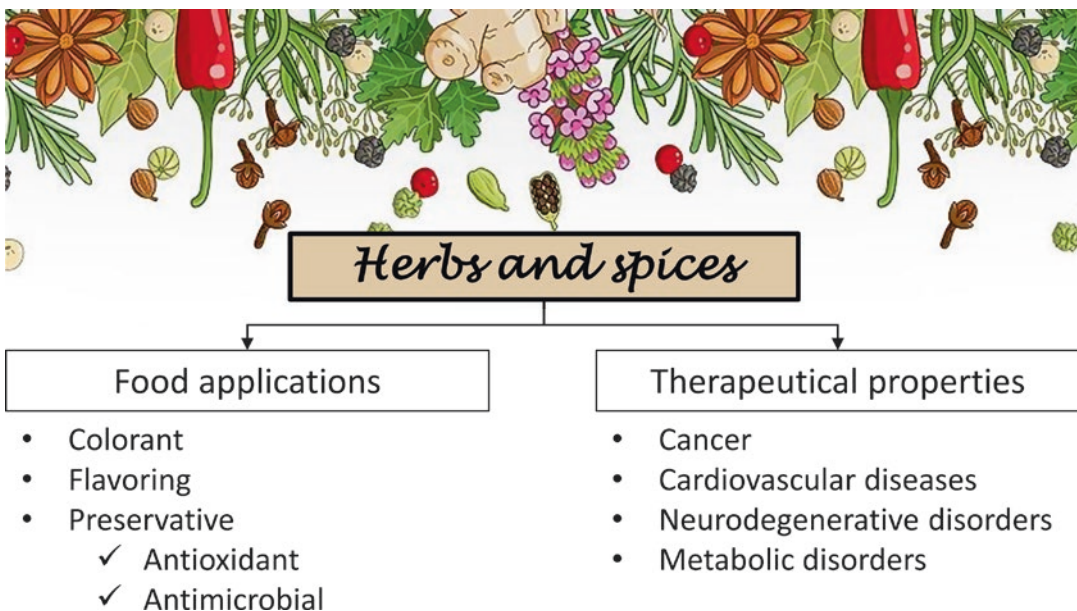 Herbs and spices
Food applications
• Colorant
• Flavoring
• Preservative
✓ Antioxidant
✓ Antimicrobial
Therapeutical properties
• Cancer
• Cardiovascular diseases
• Neurodegenerative disorders
• Metabolic disorders